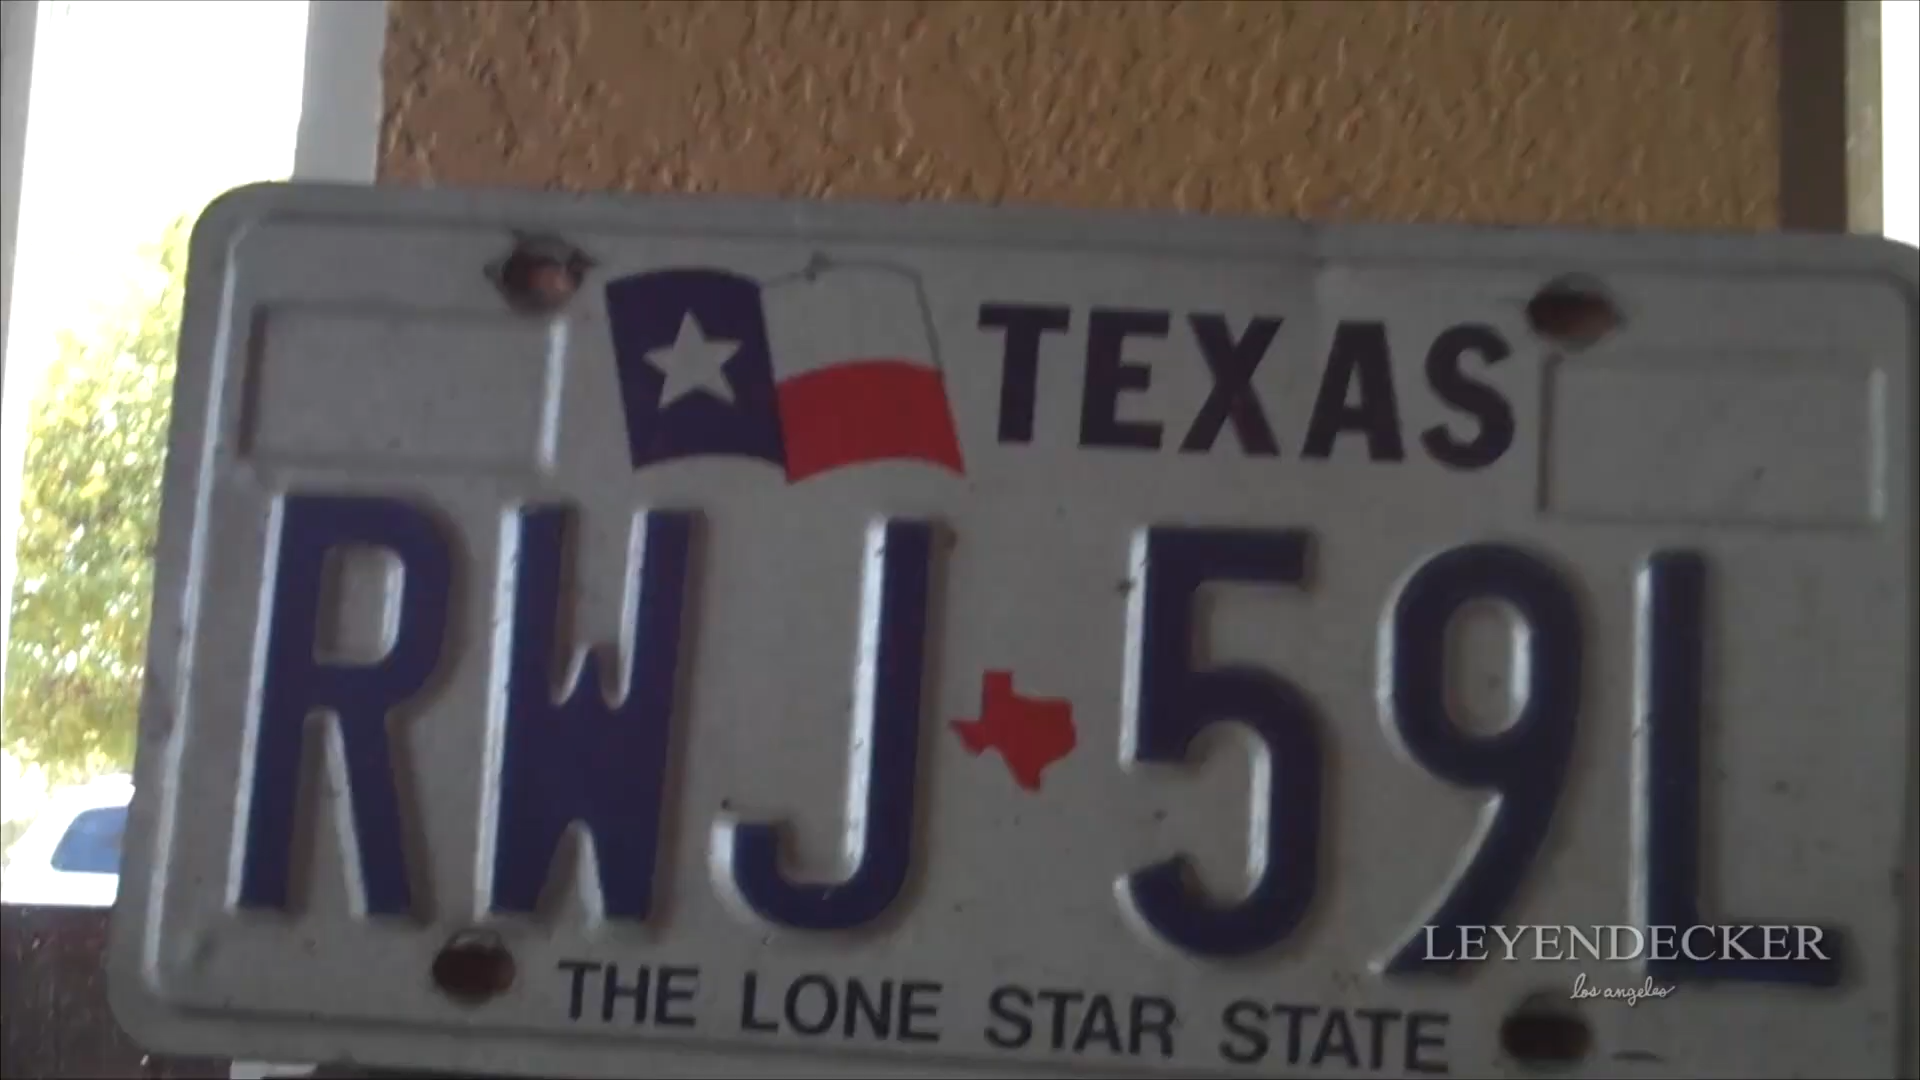 TEXAS
RWJ 59L
THE LONE STAR STATE
LEYENDECKER
los angeles